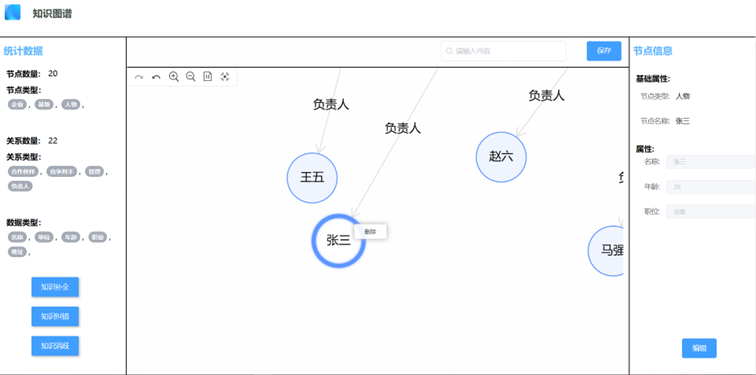 知识图谱
统计数据
节点数量： 20
节点类型：
企业 ， 基地 ， 人物 ，
关系数量： 22
关系类型：
合作伙伴 ， 竞争对手 ， 管理 ，
负责人
数据类型：
名称 ， 单位 ， 年龄 ， 职业 ，
地址 ，
知识补全
知识纠错
知识消歧
请输入内容
保存
负责人
负责人
负责人
王五
赵六
张三
删除
马强
节点信息
基础属性：
节点类型： 人物
节点名称： 张三
属性：
名称： 张三
年龄： 29
职位：
编辑